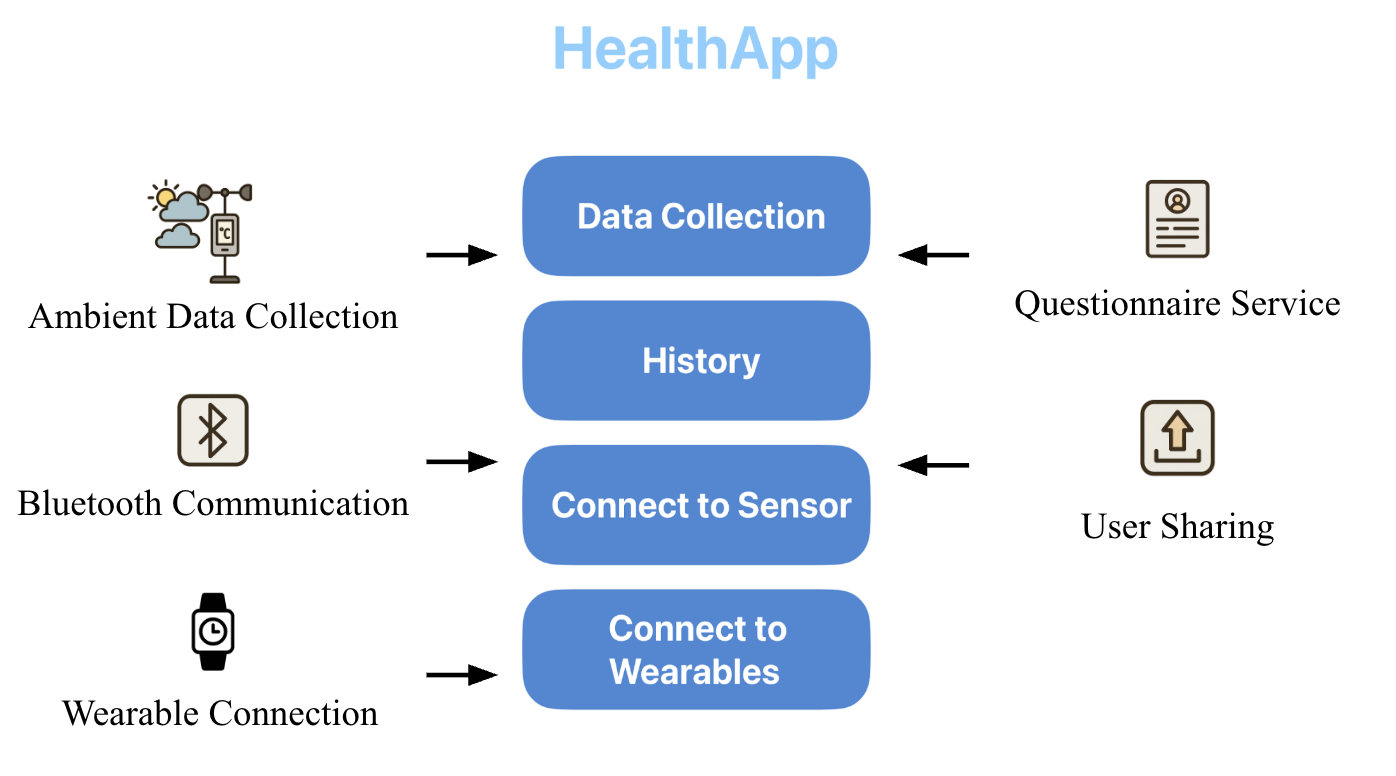 HealthApp
Data Collection
Ambient Data Collection
Questionnaire Service
°C
History
Bluetooth Communication
Connect to Sensor
User Sharing
Connect to
Wearables
Wearable Connection